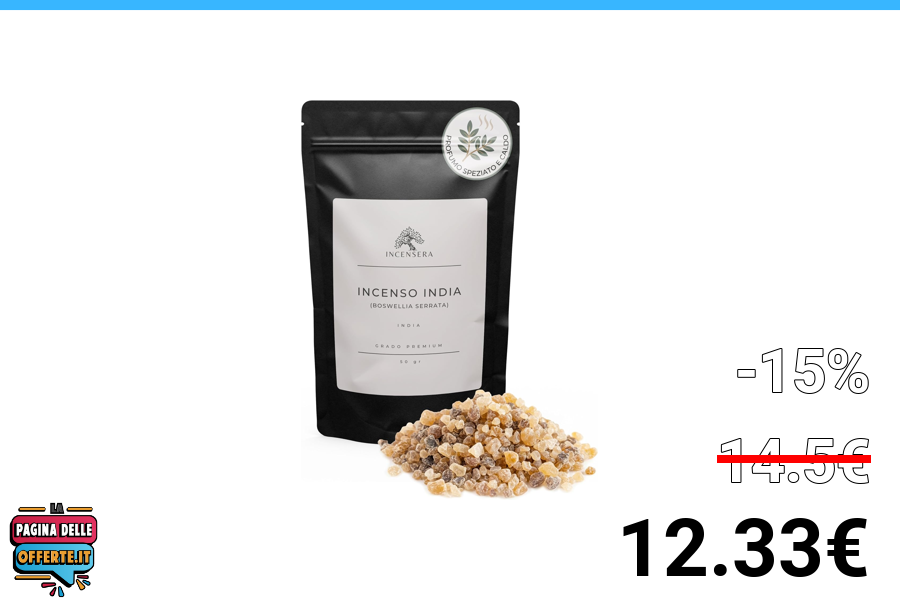 PROFUMO SPEZIATO E CALDO
INCENSERA
INCENSO INDIA
(BOSWELLIA SERRATA)
INDIA
GRADO PREMIUM
50 gr
-15%
14.5€
12.33€
LA
PAGINA DELLE
OFFERTE.IT